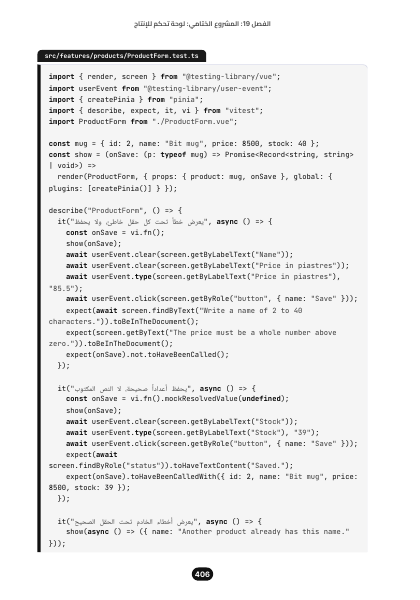 الفصل 19: المشروع الختامي: لوحة تحكم للإنتاج
src/features/products/ProductForm.test.ts
import { render, screen } from "@testing-library/vue";
import userEvent from "@testing-library/user-event";
import { createPinia } from "pinia";
import { describe, expect, it, vi } from "vitest";
import ProductForm from "./ProductForm.vue";

const mug = { id: 2, name: "Bit mug", price: 8500, stock: 40 };
const show = (onSave: (p: typeof mug) => Promise<Record<string, string>
| void>) =>
  render(ProductForm, { props: { product: mug, onSave }, global: {
plugins: [createPinia()] } });

describe("ProductForm", () => {
  it("يعرض خطأ تحت كل حقل خاطئ، ولا يحفظ", async () => {
    const onSave = vi.fn();
    show(onSave);
    await userEvent.clear(screen.getByLabelText("Name"));
    await userEvent.clear(screen.getByLabelText("Price in piastres"));
    await userEvent.type(screen.getByLabelText("Price in piastres"),
"85.5");
    await userEvent.click(screen.getByRole("button", { name: "Save" }));
    expect(await screen.findByText("Write a name of 2 to 40
characters.")).toBeInTheDocument();
    expect(screen.getByText("The price must be a whole number above
zero.")).toBeInTheDocument();
    expect(onSave).not.toHaveBeenCalled();
  });

  it("يحفظ أعداداً صحيحة، لا النص المكتوب", async () => {
    const onSave = vi.fn().mockResolvedValue(undefined);
    show(onSave);
    await userEvent.clear(screen.getByLabelText("Stock"));
    await userEvent.type(screen.getByLabelText("Stock"), "39");
    await userEvent.click(screen.getByRole("button", { name: "Save" }));
    expect(await
screen.findByRole("status")).toHaveTextContent("Saved.");
    expect(onSave).toHaveBeenCalledWith({ id: 2, name: "Bit mug", price:
8500, stock: 39 });
  });

  it("يعرض أخطاء الخادم تحت الحقل الصحيح", async () => {
    show(async () => ({ name: "Another product already has this name."
}));
406